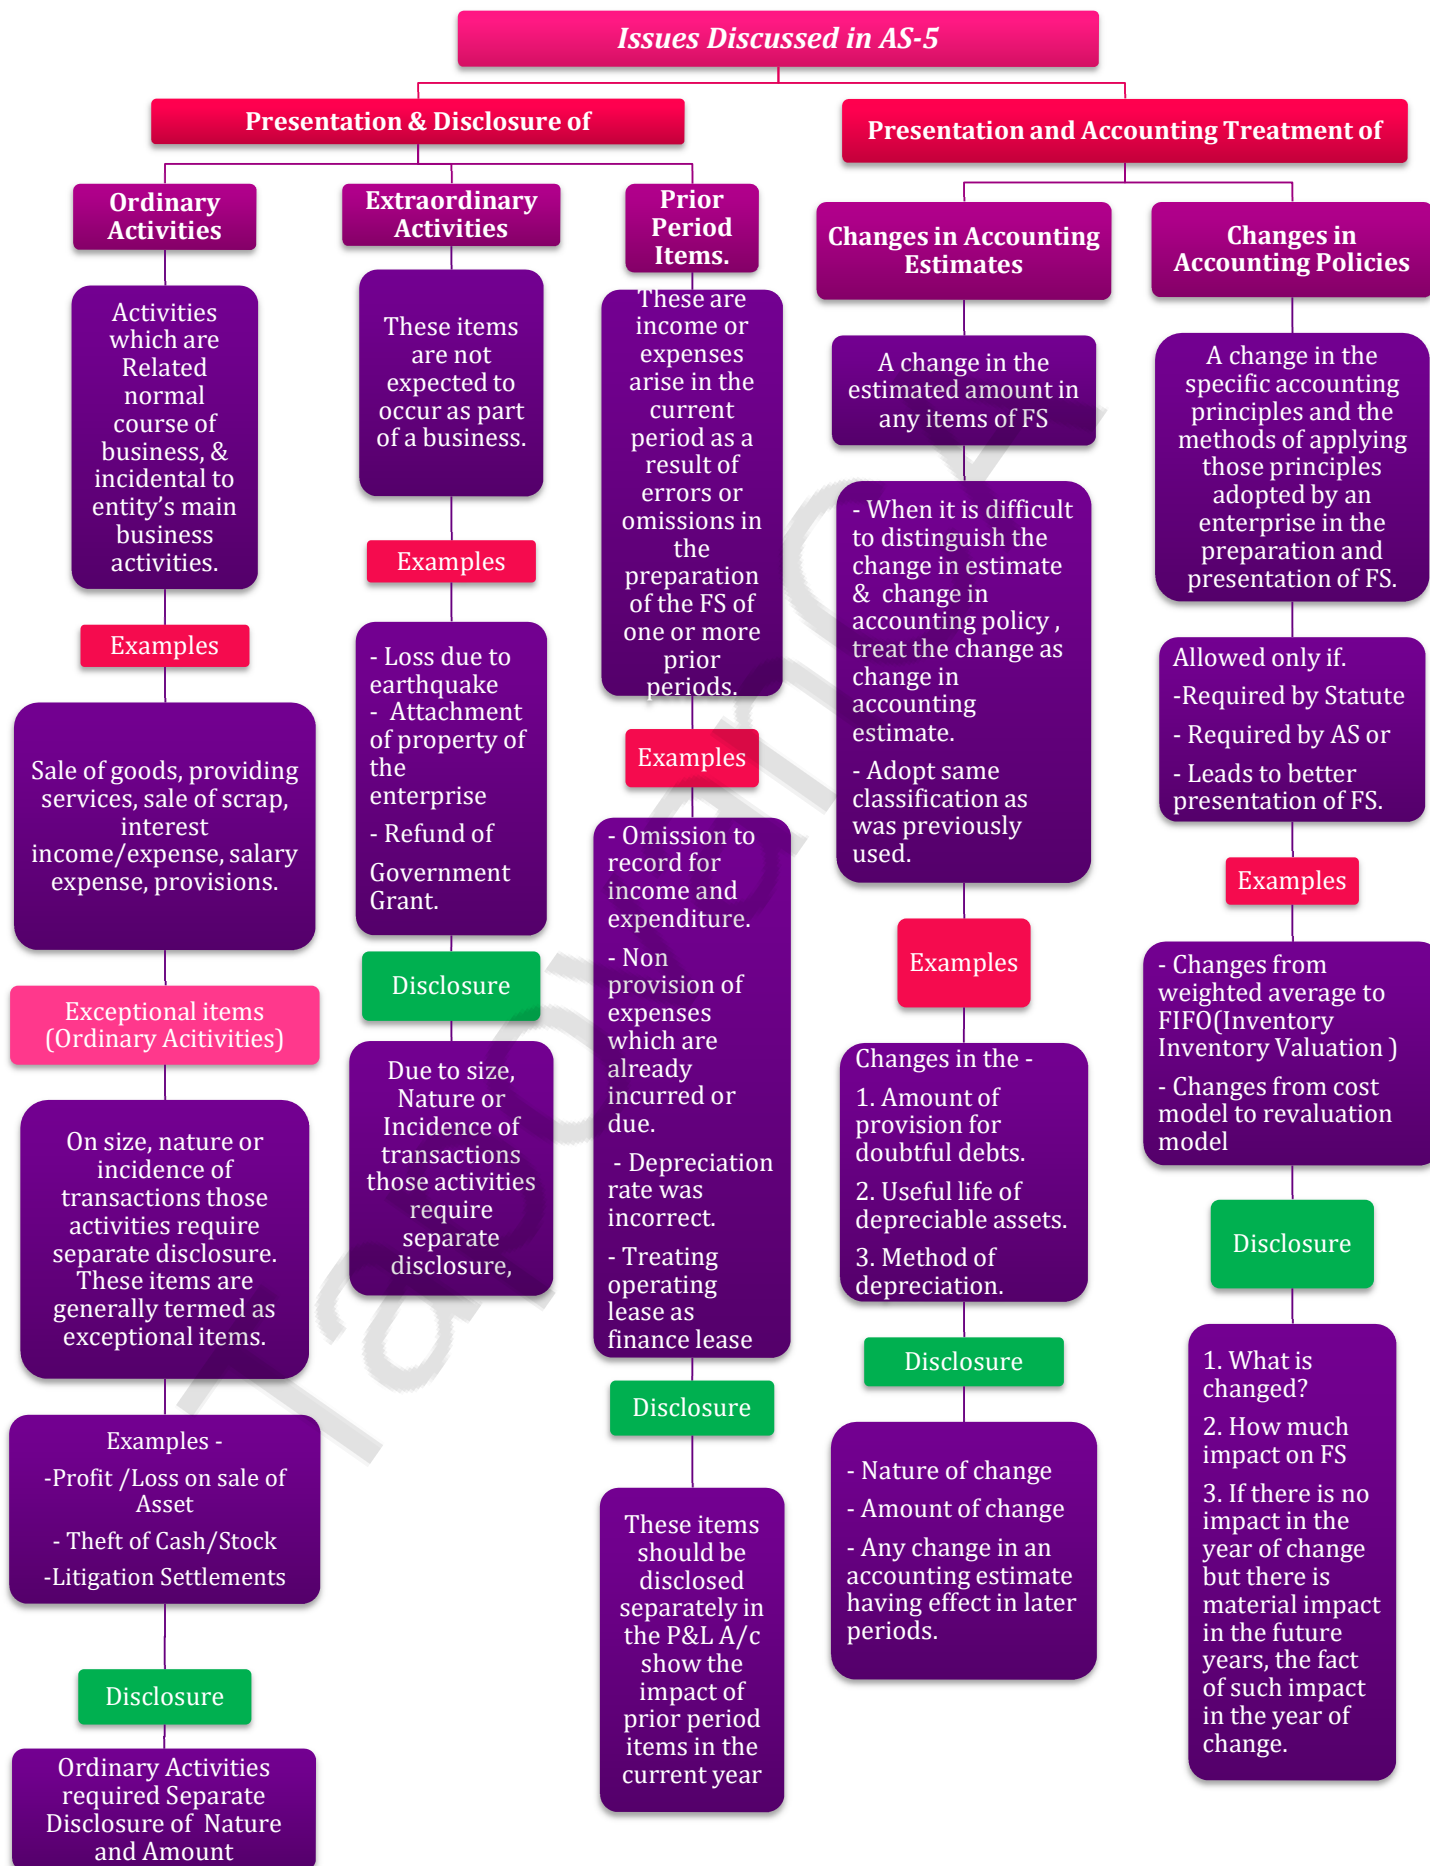 Issues Discussed in AS-5
Presentation & Disclosure of
Ordinary
Activities
Activities
which are
Related
normal
course of
business, &
incidental to
entity’s main
business
activities.
Examples
Sale of goods, providing
services, sale of scrap,
interest
income/expense, salary
expense, provisions.
Exceptional items
(Ordinary Acitivities)
On size, nature or
incidence of
transactions those
activities require
separate disclosure.
These items are
generally termed as
exceptional items.
Examples -
-Profit /Loss on sale of
Asset
- Theft of Cash/Stock
-Litigation Settlements
Disclosure
Ordinary Activities
required Separate
Disclosure of Nature
and Amount
Extraordinary
Activities
These items
are not
expected to
occur as part
of a business.
Examples
- Loss due to
earthquake
- Attachment
of property of
the
enterprise
- Refund of
Government
Grant.
Disclosure
Due to size,
Nature or
Incidence of
transactions
those activities
require
separate
disclosure,
Prior
Period
Items.
These are
income or
expenses
arise in the
current
period as a
result of
errors or
omissions in
the
preparation
of the FS of
one or more
prior
periods.
Examples
- Omission to
record for
income and
expenditure.
- Non
provision of
expenses
which are
already
incurred or
due.
- Depreciation
rate was
incorrect.
- Treating
operating
lease as
finance lease
Disclosure
These items
should be
disclosed
separately in
the P&L A/c
show the
impact of
prior period
items in the
current year
Presentation and Accounting Treatment of
Changes in Accounting
Estimates
A change in the
estimated amount in
any items of FS
- When it is difficult
to distinguish the
change in estimate
& change in
accounting policy ,
treat the change as
change in
accounting
estimate.
- Adopt same
classification as
was previously
used.
Examples
Changes in the -
1. Amount of
provision for
doubtful debts.
2. Useful life of
depreciable assets.
3. Method of
depreciation.
Disclosure
- Nature of change
- Amount of change
- Any change in an
accounting estimate
having effect in later
periods.
Changes in
Accounting Policies
A change in the
specific accounting
principles and the
methods of applying
those principles
adopted by an
enterprise in the
preparation and
presentation of FS.
Allowed only if.
-Required by Statute
- Required by AS or
- Leads to better
presentation of FS.
Examples
- Changes from
weighted average to
FIFO(Inventory
Inventory Valuation )
- Changes from cost
model to revaluation
model
Disclosure
1. What is
changed?
2. How much
impact on FS
3. If there is no
impact in the
year of change
but there is
material impact
in the future
years, the fact
of such impact
in the year of
change.